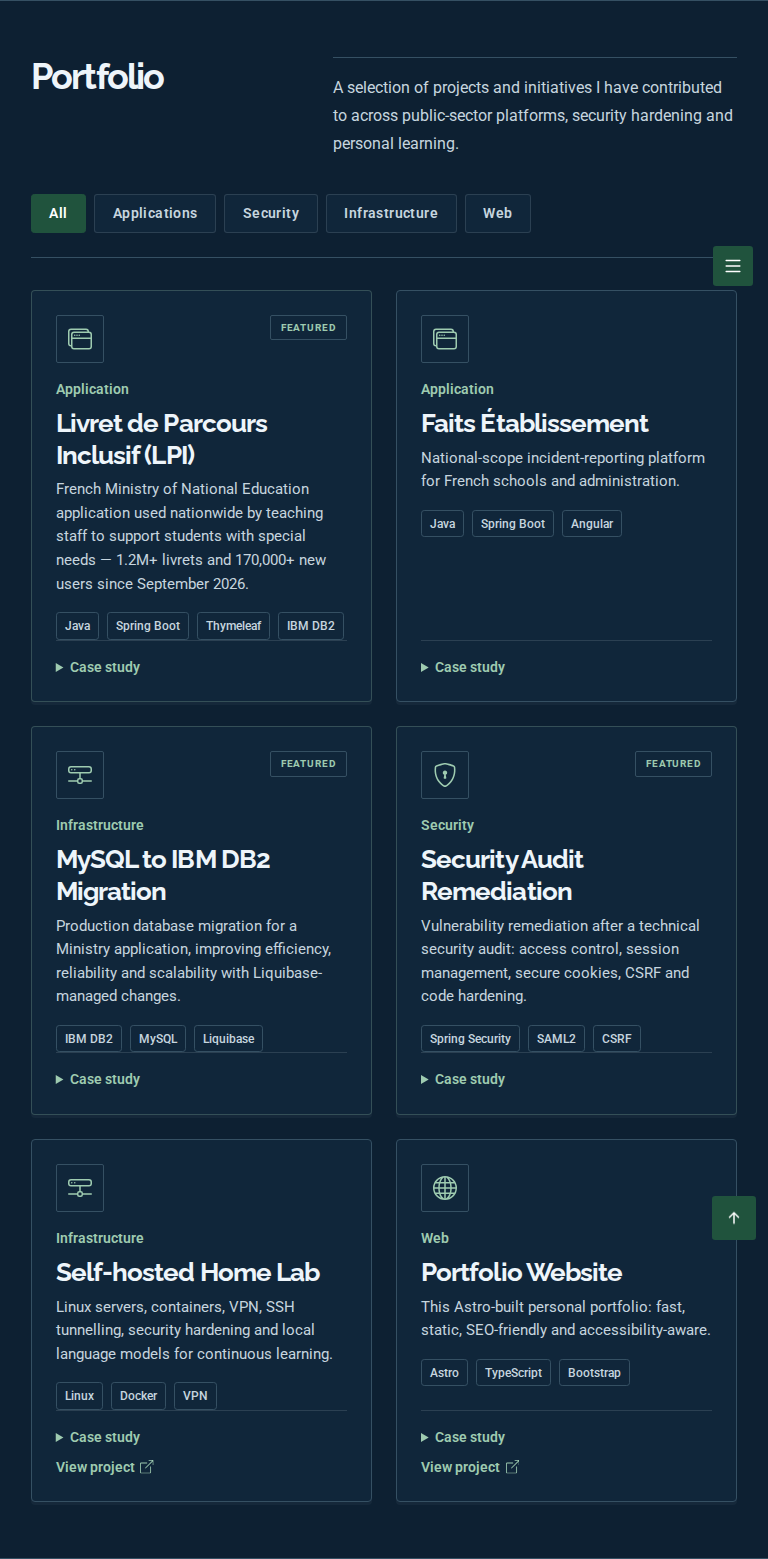 Portfolio
A selection of projects and initiatives I have contributed
to across public-sector platforms, security hardening and
personal learning.
All
Applications
Security
Infrastructure
Web
FEATURED
Application
Livret de Parcours
Inclusif (LPI)
French Ministry of National Education
application used nationwide by teaching
staff to support students with special
needs — 1.2M+ livrets and 170,000+ new
users since September 2026.
Java
Spring Boot
Thymeleaf
IBM DB2
Case study
Application
Faits Établissement
National-scope incident-reporting platform
for French schools and administration.
Java
Spring Boot
Angular
Case study
FEATURED
Infrastructure
MySQL to IBM DB2
Migration
Production database migration for a
Ministry application, improving efficiency,
reliability and scalability with Liquibase-
managed changes.
IBM DB2
MySQL
Liquibase
Case study
FEATURED
Security
Security Audit
Remediation
Vulnerability remediation after a technical
security audit: access control, session
management, secure cookies, CSRF and
code hardening.
Spring Security
SAML2
CSRF
Case study
Infrastructure
Self-hosted Home Lab
Linux servers, containers, VPN, SSH
tunnelling, security hardening and local
language models for continuous learning.
Linux
Docker
VPN
Case study
View project
Web
Portfolio Website
This Astro-built personal portfolio: fast,
static, SEO-friendly and accessibility-aware.
Astro
TypeScript
Bootstrap
Case study
View project